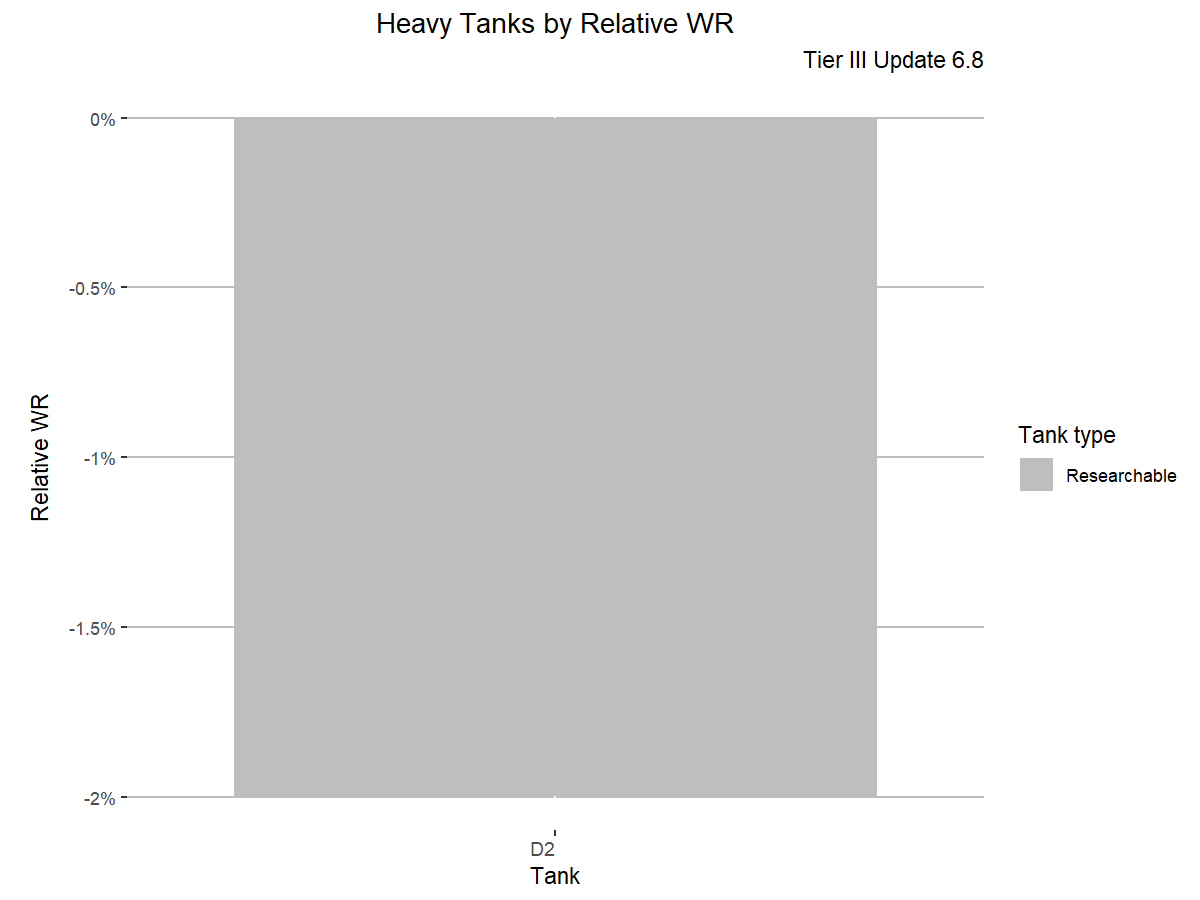 Heavy Tanks by Relative WR
Tier III Update 6.8
0%
-0.5%
-1%
-1.5%
-2%
Relative WR
D2
Tank
Tank type
Researchable